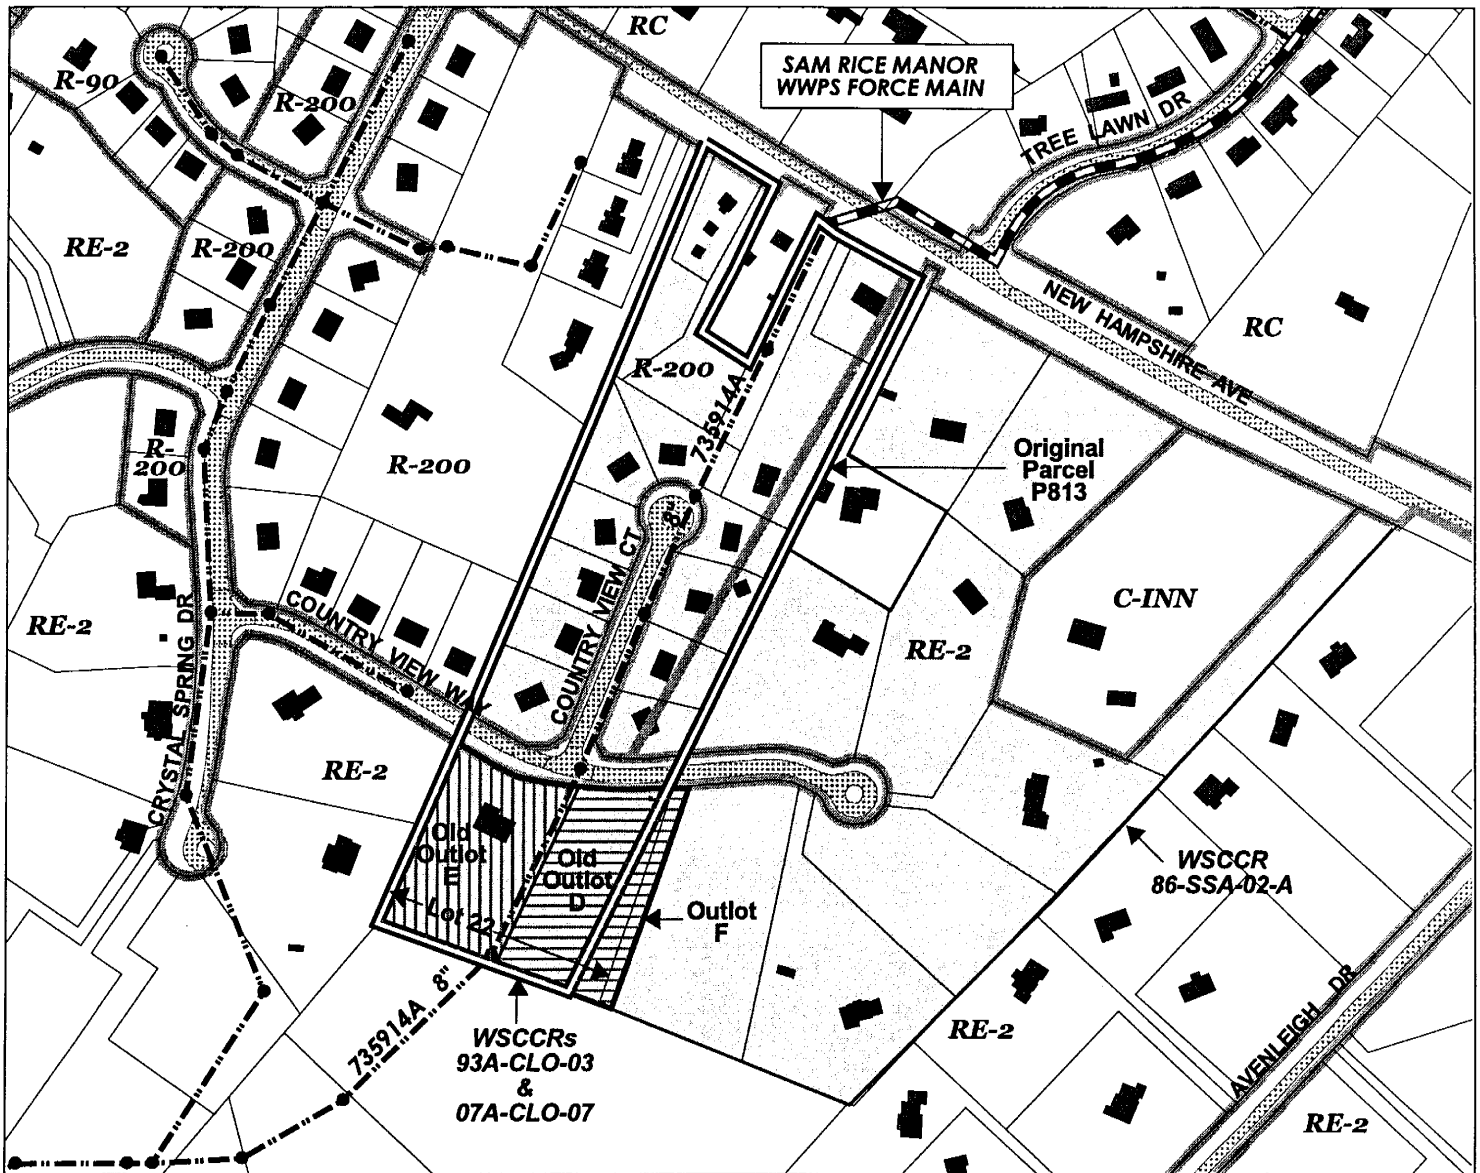 RC
SAM RICE MANOR
WWPS FORCE MAIN
R-90
R-200
TREE LAWN DR
RE-2
R-200
NEW HAMPSHIRE AVE
RC
R-200
735914A
8"
R-
200
R-200
Original
Parcel
P813
COUNTRY VIEW CT
C-INN
RE-2
RE-2
CRYSTAL SPRING DR
COUNTRY VIEW WAY
RE-2
Old
Outlot
E
Old
Outlot
D
Lot 22
Outlot
F
WSCCR
86-SSA-02-A
735914A 8"
WSCCRs
93A-CLO-03
&
07A-CLO-07
RE-2
AVENLEIGH DR
RE-2